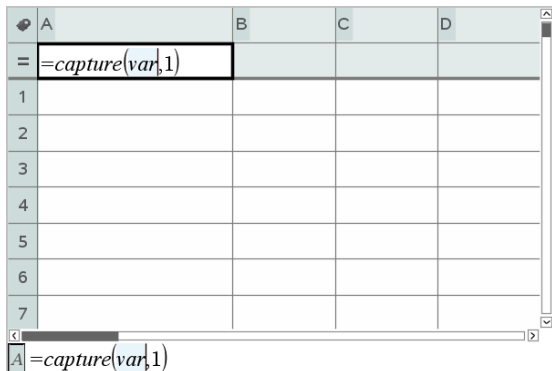 A B C D
= =capture(var,1)
1
2
3
4
5
6
7
A =capture(var,1)